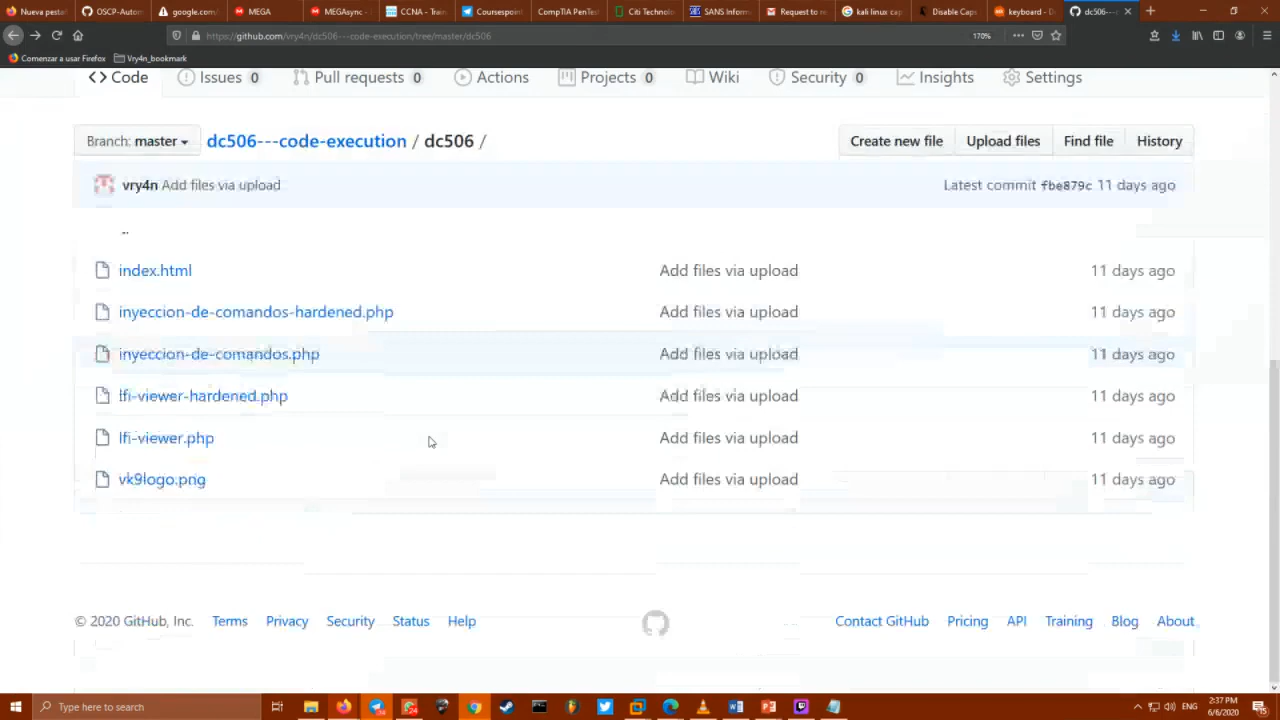 Nueva pesta
OSCP-Autom
google.com/
MEGA
MEGAsync -
CCNA - Train
Coursepoint
CompTIA PenTest
Citi Technolo
SANS Inform
Request to re
kali linux cap
Disable Caps
keyboard - D
dc506---c
https://github.com/vry4n/dc506---code-execution/tree/master/dc506
170%
Comenzar a usar Firefox
Vry4n_bookmark
Code
Issues 0
Pull requests 0
Actions
Projects 0
Wiki
Security 0
Insights
Settings
Branch: master
dc506---code-execution / dc506 /
Create new file
Upload files
Find file
History
vry4n Add files via upload
Latest commit fbe879c 11 days ago
..
index.html Add files via upload 11 days ago
inyeccion-de-comandos-hardened.php Add files via upload 11 days ago
inyeccion-de-comandos.php Add files via upload 11 days ago
lfi-viewer-hardened.php Add files via upload 11 days ago
lfi-viewer.php Add files via upload 11 days ago
vk9logo.png Add files via upload 11 days ago
© 2020 GitHub, Inc.
Terms
Privacy
Security
Status
Help
Contact GitHub
Pricing
API
Training
Blog
About
Type here to search
ENG
2:37 PM
6/6/2020